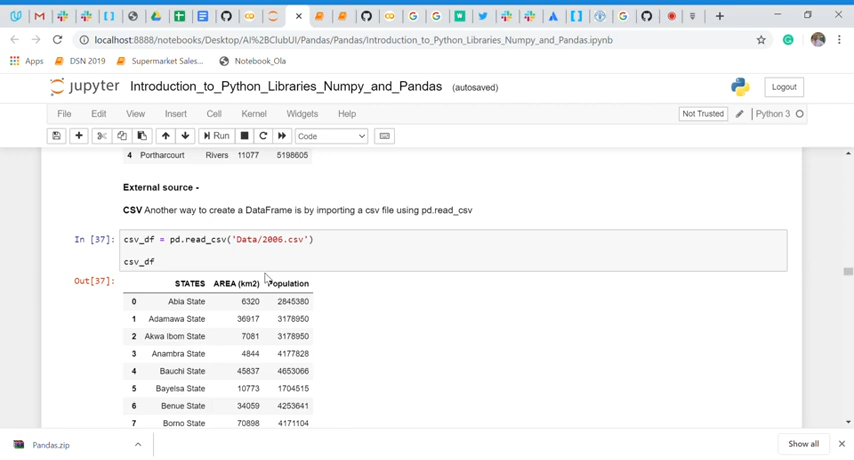 localhost:8888/notebooks/Desktop/AI%2BClubUI/Pandas/Pandas/Introduction_to_Python_Libraries_Numpy_and_Pandas.ipynb
Apps DSN 2019 Supermarket Sales... Notebook_Ola
jupyter Introduction_to_Python_Libraries_Numpy_and_Pandas (autosaved) Logout
File Edit View Insert Cell Kernel Widgets Help Not Trusted Python 3
Run Code
4 Portharcourt Rivers 11077 5198605
External source -
CSV Another way to create a DataFrame is by importing a csv file using pd.read_csv
In [37]: csv_df = pd.read_csv('Data/2006.csv')
csv_df
Out[37]: STATES AREA (km2) Population
0 Abia State 6320 2845380
1 Adamawa State 36917 3178950
2 Akwa Ibom State 7081 3178950
3 Anambra State 4844 4177828
4 Bauchi State 45837 4653066
5 Bayelsa State 10773 1704515
6 Benue State 34059 4253641
7 Borno State 70898 4171104
Pandas.zip Show all